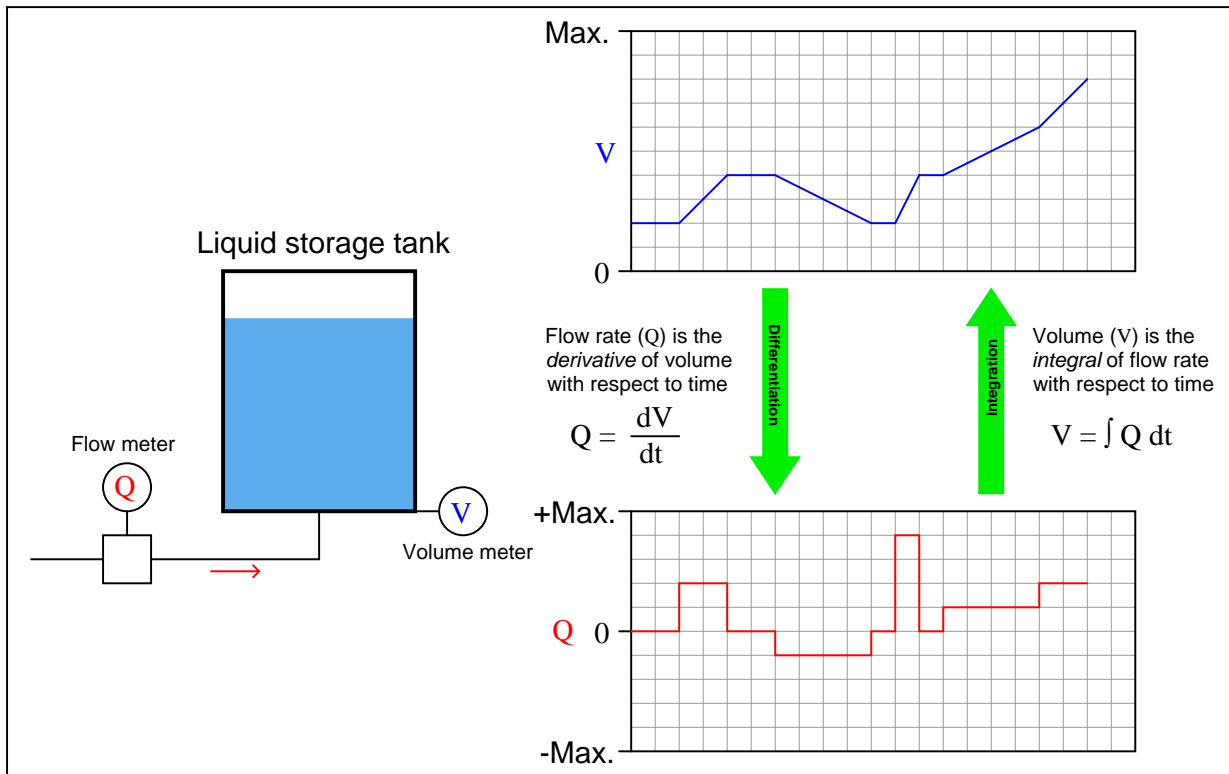 Max.
V
0
Liquid storage tank
Flow meter
Q
V
Volume meter
Flow rate (Q) is the
derivative of volume
with respect to time
Q = dV
dt
Differentiation
Integration
Volume (V) is the
integral of flow rate
with respect to time
V = ∫ Q dt
+Max.
Q 0
-Max.